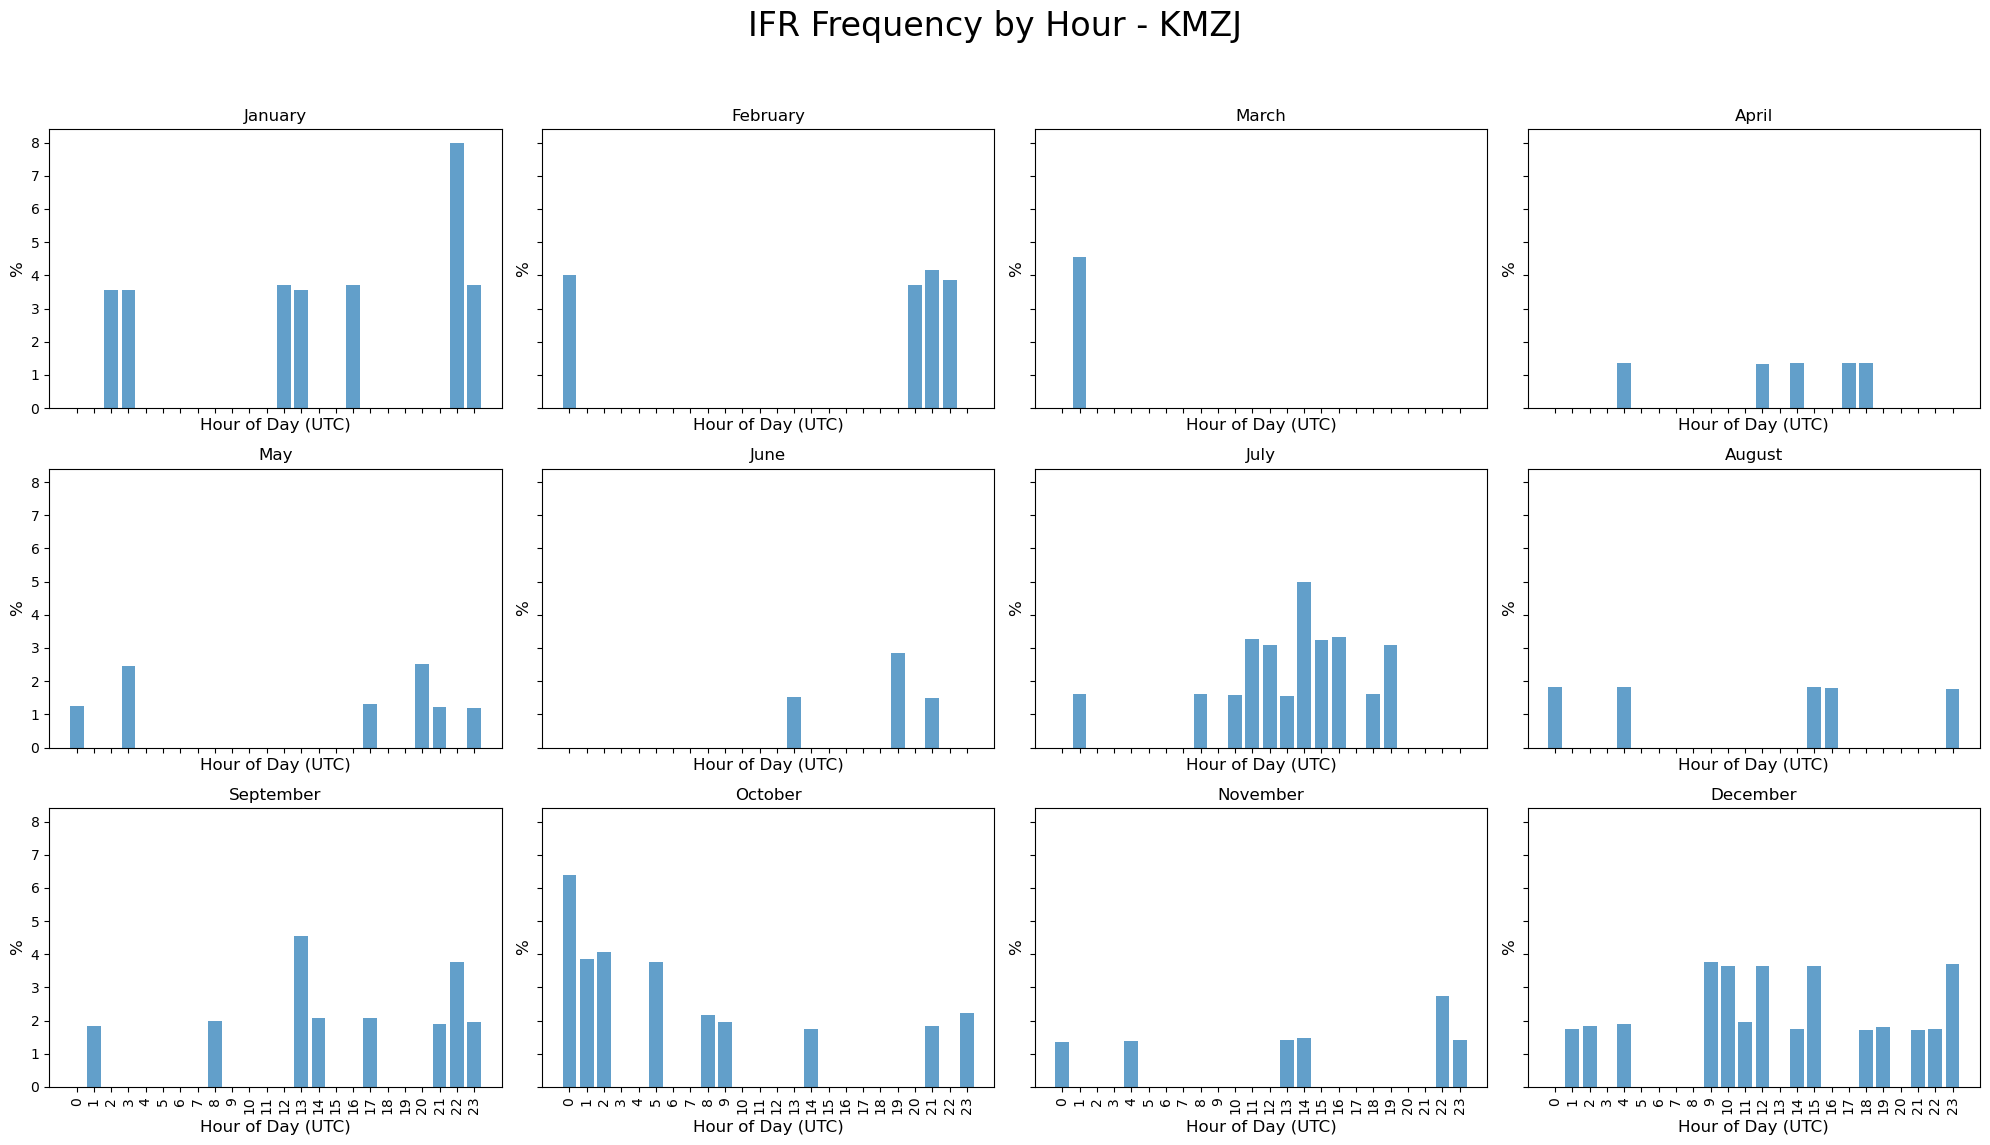 IFR Frequency by Hour - KMZJ
January
February
March
April
8
7
6
5
4
3
2
1
0
%
%
%
%
Hour of Day (UTC)
Hour of Day (UTC)
Hour of Day (UTC)
Hour of Day (UTC)
May
June
July
August
8
7
6
5
4
3
2
1
0
%
%
%
%
Hour of Day (UTC)
Hour of Day (UTC)
Hour of Day (UTC)
Hour of Day (UTC)
September
October
November
December
8
7
6
5
4
3
2
1
0
%
%
%
%
0 1 2 3 4 5 6 7 8 9 10 11 12 13 14 15 16 17 18 19 20 21 22 23
0 1 2 3 4 5 6 7 8 9 10 11 12 13 14 15 16 17 18 19 20 21 22 23
0 1 2 3 4 5 6 7 8 9 10 11 12 13 14 15 16 17 18 19 20 21 22 23
0 1 2 3 4 5 6 7 8 9 10 11 12 13 14 15 16 17 18 19 20 21 22 23
Hour of Day (UTC)
Hour of Day (UTC)
Hour of Day (UTC)
Hour of Day (UTC)